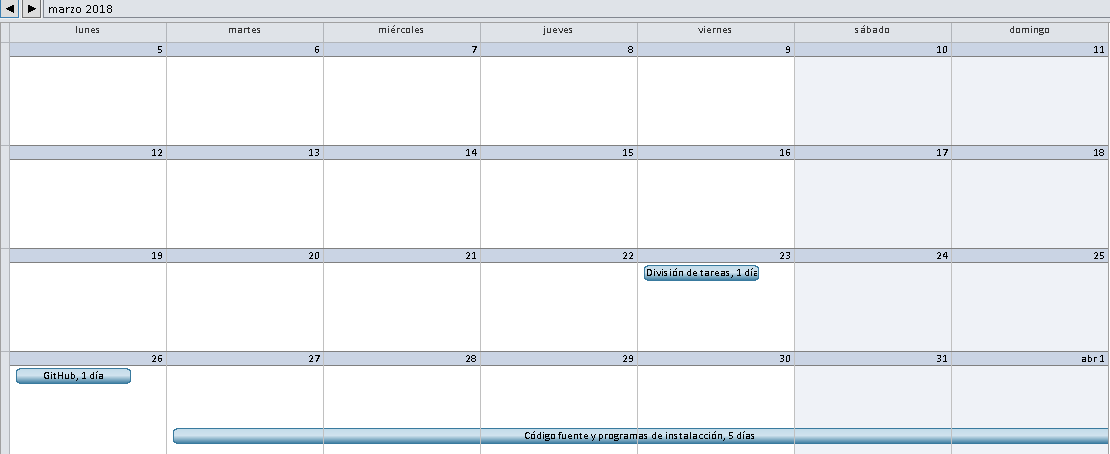 marzo 2018
lunes martes miércoles jueves viernes sábado domingo
5 6 7 8 9 10 11
12 13 14 15 16 17 18
19 20 21 22 23 24 25
División de tareas, 1 día
26 27 28 29 30 31 abr 1
GitHub, 1 día
Código fuente y programas de instalacción, 5 días